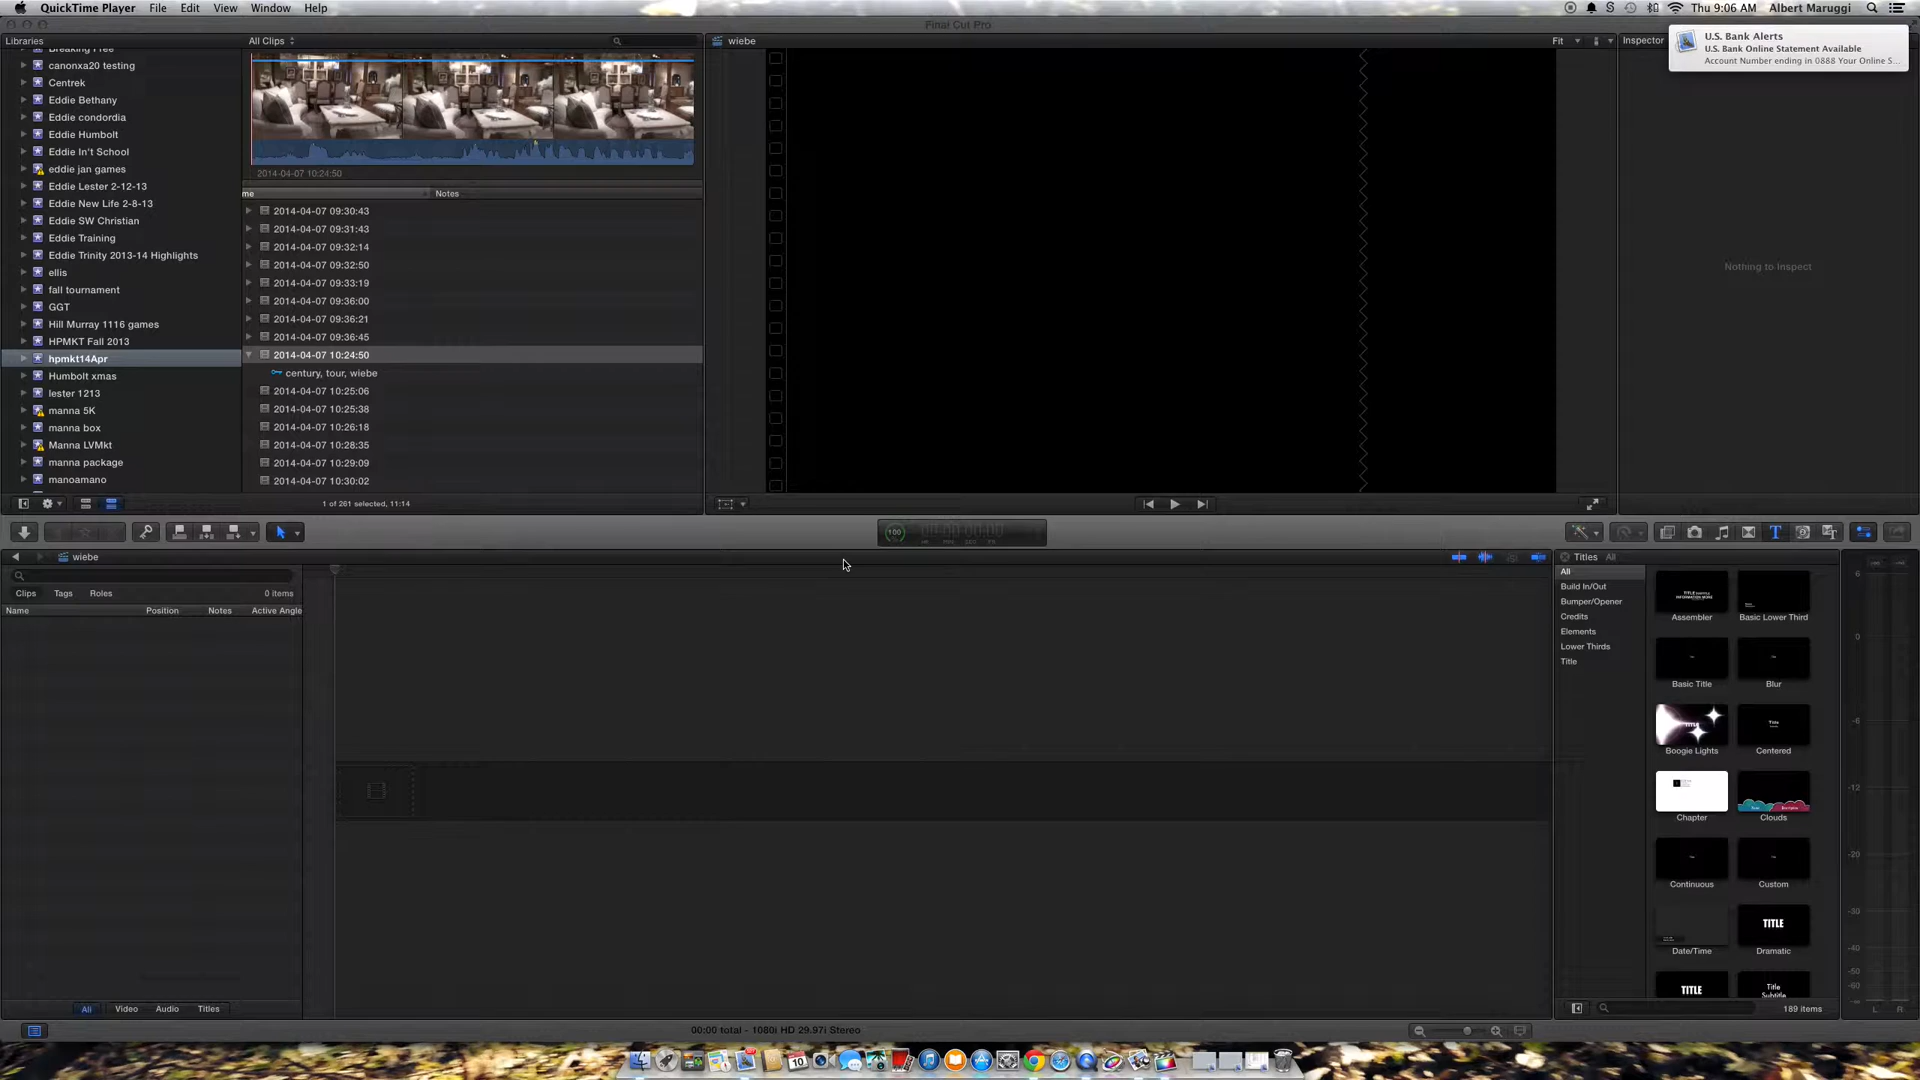 QuickTime Player File Edit View Window Help
Thu 9:06 AM Albert Maruggi
Final Cut Pro
Libraries
Breaking Free
canonxa20 testing
Centrek
Eddie Bethany
Eddie condordia
Eddie Humbolt
Eddie In't School
eddie jan games
Eddie Lester 2-12-13
Eddie New Life 2-8-13
Eddie SW Christian
Eddie Training
Eddie Trinity 2013-14 Highlights
ellis
fall tournament
GGT
Hill Murray 1116 games
HPMKT Fall 2013
hpmkt14Apr
Humbolt xmas
lester 1213
manna 5K
manna box
Manna LVMkt
manna package
manoamano
All Clips
2014-04-07 10:24:50
me Notes
2014-04-07 09:30:43
2014-04-07 09:31:43
2014-04-07 09:32:14
2014-04-07 09:32:50
2014-04-07 09:33:19
2014-04-07 09:36:00
2014-04-07 09:36:21
2014-04-07 09:36:45
2014-04-07 10:24:50
century, tour, wiebe
2014-04-07 10:25:06
2014-04-07 10:25:38
2014-04-07 10:26:18
2014-04-07 10:28:35
2014-04-07 10:29:09
2014-04-07 10:30:02
1 of 261 selected, 11:14
wiebe
Fit
Inspector
U.S. Bank Alerts
U.S. Bank Online Statement Available
Account Number ending in 0888 Your Online S...
Nothing to Inspect
100
wiebe
Clips Tags Roles 0 items
Name Position Notes Active Angle
All Video Audio Titles
00:00 total - 1080i HD 29.97i Stereo
Titles All
All
Build In/Out
Bumper/Opener
Credits
Elements
Lower Thirds
Title
Assembler Basic Lower Third
Basic Title Blur
Boogie Lights Centered
Chapter Clouds
Continuous Custom
TITLE
Date/Time Dramatic
TITLE Title
Subtitle
189 items
6
0
-6
-12
-20
-30
-40
-50
-60
L R